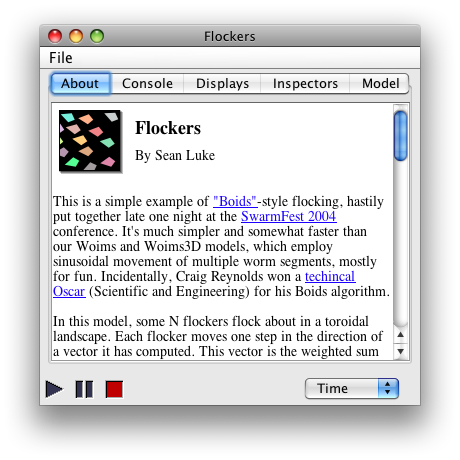 Flockers
File
About Console Displays Inspectors Model
Flockers
By Sean Luke
This is a simple example of "Boids"-style flocking, hastily
put together late one night at the SwarmFest 2004
conference. It's much simpler and somewhat faster than
our Woims and Woims3D models, which employ
sinusoidal movement of multiple worm segments, mostly
for fun. Incidentally, Craig Reynolds won a techincal
Oscar (Scientific and Engineering) for his Boids algorithm.
In this model, some N flockers flock about in a toroidal
landscape. Each flocker moves one step in the direction of
a vector it has computed. This vector is the weighted sum
Time